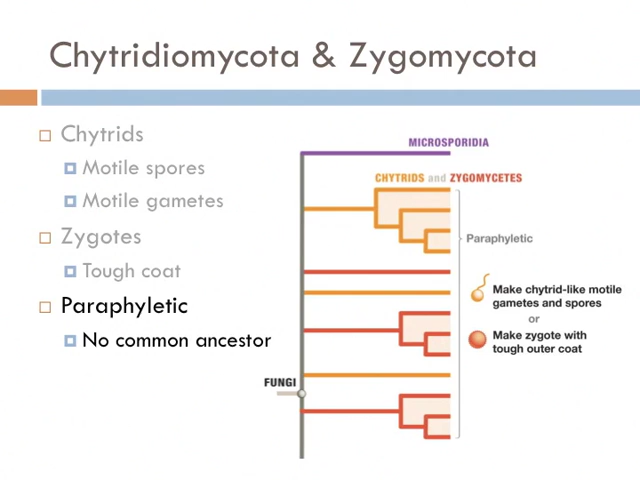 Chytridiomycota & Zygomycota
Chytrids
Motile spores
Motile gametes
Zygotes
Tough coat
Paraphyletic
No common ancestor
MICROSPORIDIA
CHYTRIDS and ZYGOMYCETES
Paraphyletic
Make chytrid-like motile
gametes and spores
or
Make zygote with
tough outer coat
FUNGI